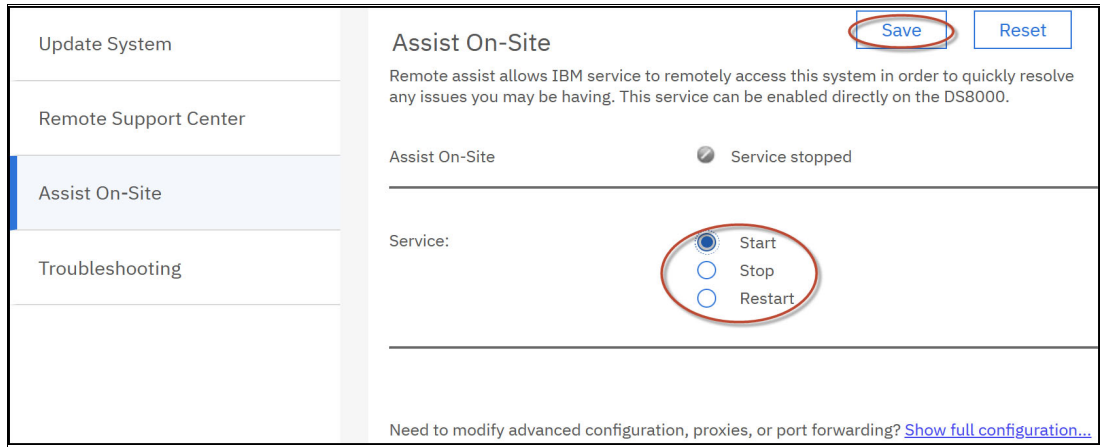 Update System
Remote Support Center
Assist On-Site
Troubleshooting
Assist On-Site
Save
Reset
Remote assist allows IBM service to remotely access this system in order to quickly resolve
any issues you may be having. This service can be enabled directly on the DS8000.
Assist On-Site
Service stopped
Service:
Start
Stop
Restart
Need to modify advanced configuration, proxies, or port forwarding? Show full configuration...